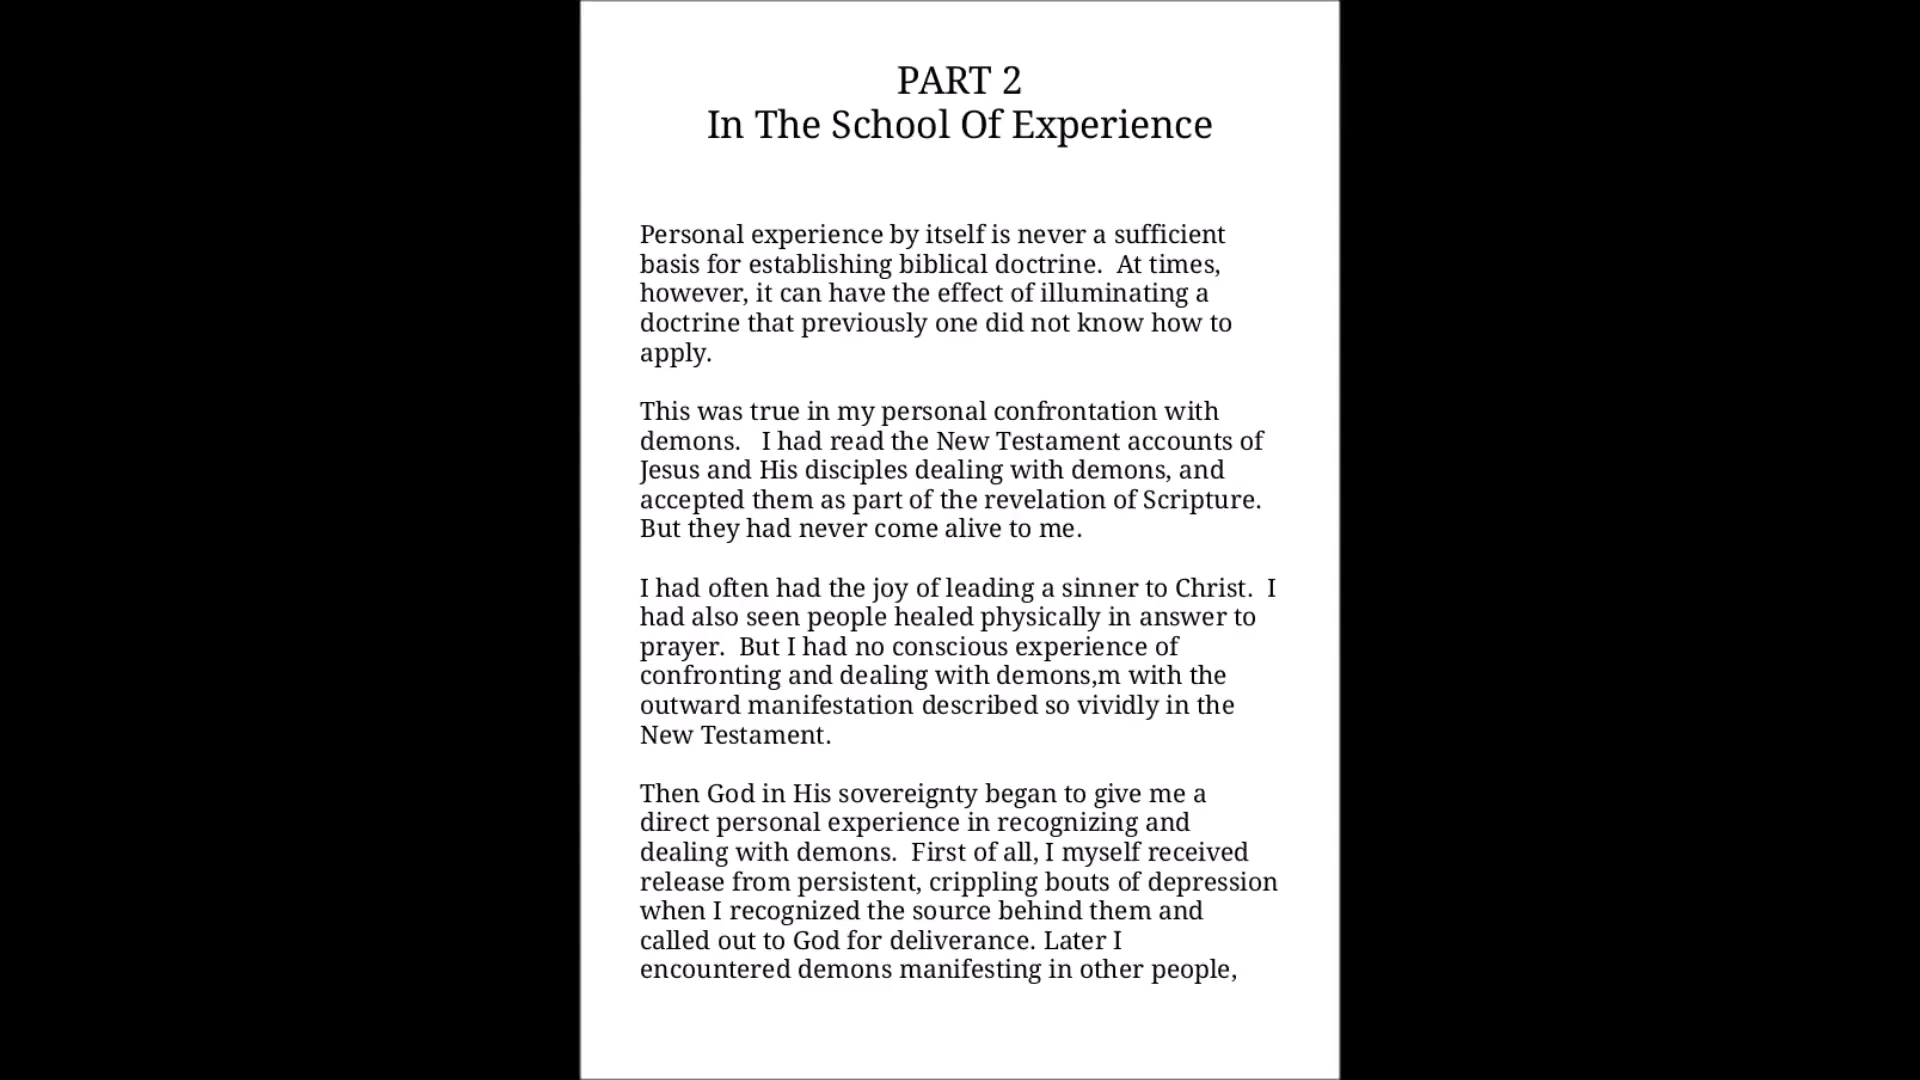 PART 2
In The School Of Experience
Personal experience by itself is never a sufficient
basis for establishing biblical doctrine.  At times,
however, it can have the effect of illuminating a
doctrine that previously one did not know how to
apply.
This was true in my personal confrontation with
demons.   I had read the New Testament accounts of
Jesus and His disciples dealing with demons, and
accepted them as part of the revelation of Scripture.
But they had never come alive to me.
I had often had the joy of leading a sinner to Christ.  I
had also seen people healed physically in answer to
prayer.  But I had no conscious experience of
confronting and dealing with demons,m with the
outward manifestation described so vividly in the
New Testament.
Then God in His sovereignty began to give me a
direct personal experience in recognizing and
dealing with demons.  First of all, I myself received
release from persistent, crippling bouts of depression
when I recognized the source behind them and
called out to God for deliverance. Later I
encountered demons manifesting in other people,